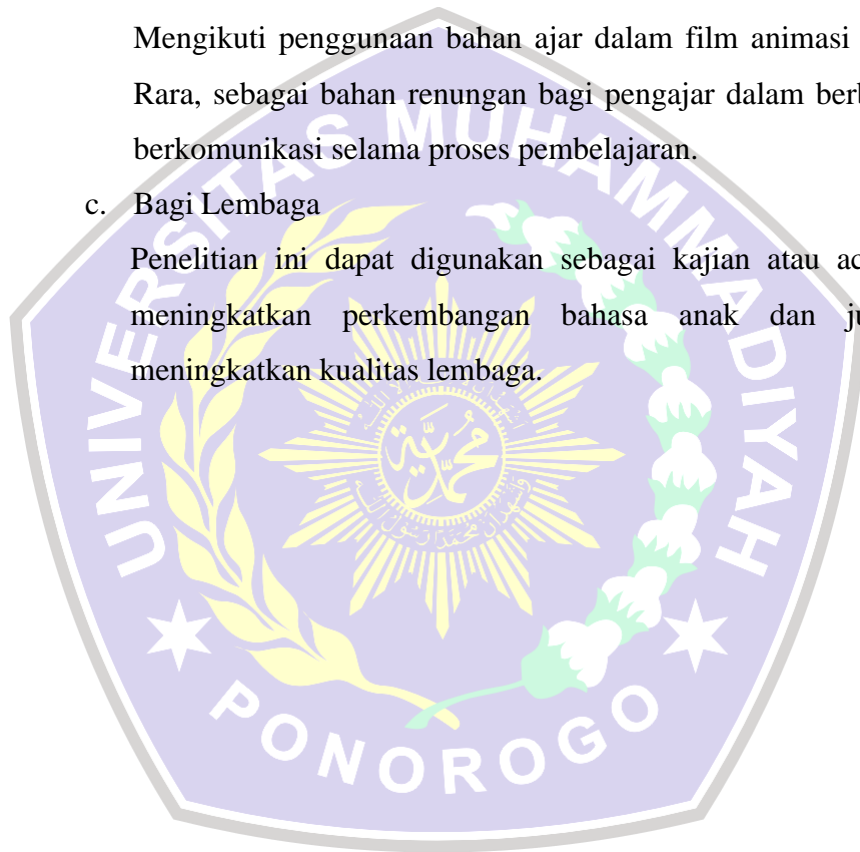 Mengikuti penggunaan bahan ajar dalam film animasi
Rara, sebagai bahan renungan bagi pengajar dalam
berkomunikasi selama proses pembelajaran.
c. Bagi Lembaga
Penelitian ini dapat digunakan sebagai kajian atau
meningkatkan perkembangan bahasa anak dan
meningkatkan kualitas lembaga.
UNIVERSITAS MUHAMMADIYAH
PONOROGO
محمدية